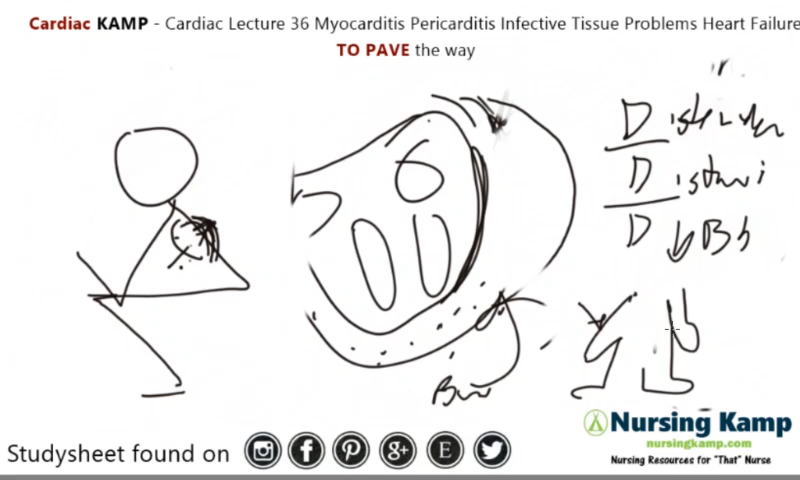 Cardiac KAMP - Cardiac Lecture 36 Myocarditis Pericarditis Infective Tissue Problems Heart Failure
TO PAVE the way
D
D
D ↓ B
Studysheet found on
g+
E
Nursing Kamp
nursingkamp.com
Nursing Resources for "That" Nurse